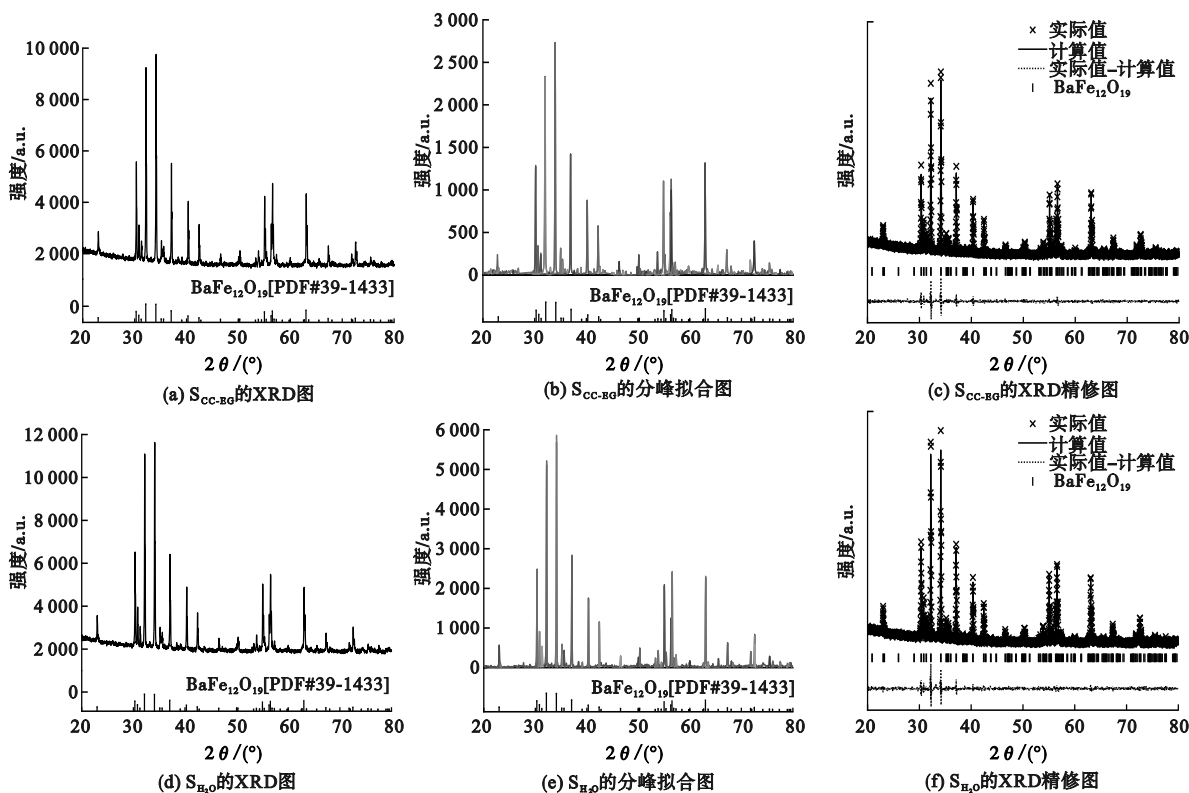 10 000
8 000
6 000
4 000
2 000
0
强度/a.u.
BaFe₁₂O₁₉[PDF#39-1433]
20 30 40 50 60 70 80
2θ/(°)
(a) S_CC-EG的XRD图
3 000
2 500
2 000
1 500
1 000
500
0
强度/a.u.
BaFe₁₂O₁₉[PDF#39-1433]
20 30 40 50 60 70 80
2θ/(°)
(b) S_CC-EG的分峰拟合图
× 实际值
计算值
实际值-计算值
BaFe₁₂O₁₉
强度/a.u.
20 30 40 50 60 70 80
2θ/(°)
(c) S_CC-EG的XRD精修图
12 000
10 000
8 000
6 000
4 000
2 000
0
强度/a.u.
BaFe₁₂O₁₉[PDF#39-1433]
20 30 40 50 60 70 80
2θ/(°)
(d) S_H₂O的XRD图
6 000
5 000
4 000
3 000
2 000
1 000
0
强度/a.u.
BaFe₁₂O₁₉[PDF#39-1433]
20 30 40 50 60 70 80
2θ/(°)
(e) S_H₂O的分峰拟合图
× 实际值
计算值
实际值-计算值
BaFe₁₂O₁₉
强度/a.u.
20 30 40 50 60 70 80
2θ/(°)
(f) S_H₂O的XRD精修图